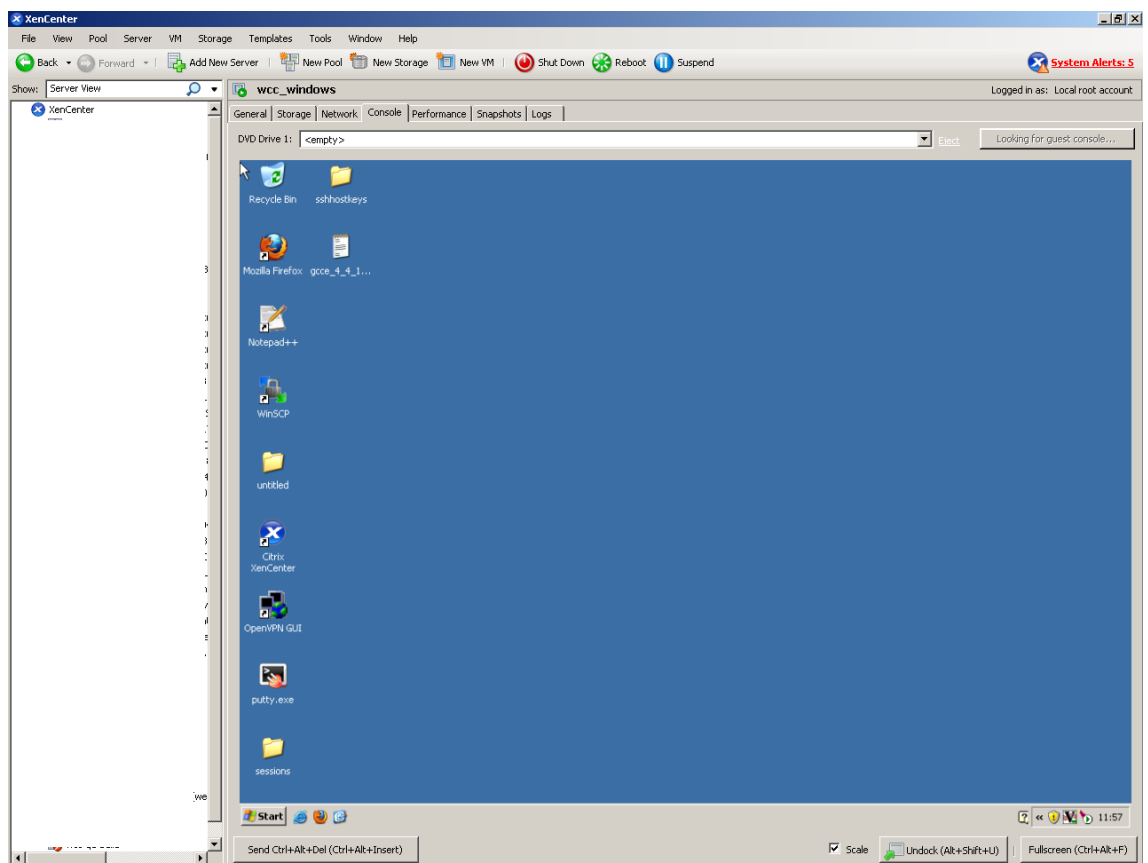 XenCenter
File View Pool Server VM Storage Templates Tools Window Help
Back Forward Add New Server New Pool New Storage New VM Shut Down Reboot Suspend System Alerts: 5
Show: Server View wcc_windows Logged in as: Local root account
XenCenter
General Storage Network Console Performance Snapshots Logs
DVD Drive 1: <empty> Eject Looking for guest console...
Recycle Bin sshhostkeys
Mozilla Firefox gcce_4_4_1...
Notepad++
WinSCP
untitled
Citrix
XenCenter
OpenVPN GUI
putty.exe
sessions
Start 11:57
Send Ctrl+Alt+Del (Ctrl+Alt+Insert) Scale Undock (Alt+Shift+U) Fullscreen (Ctrl+Alt+F)